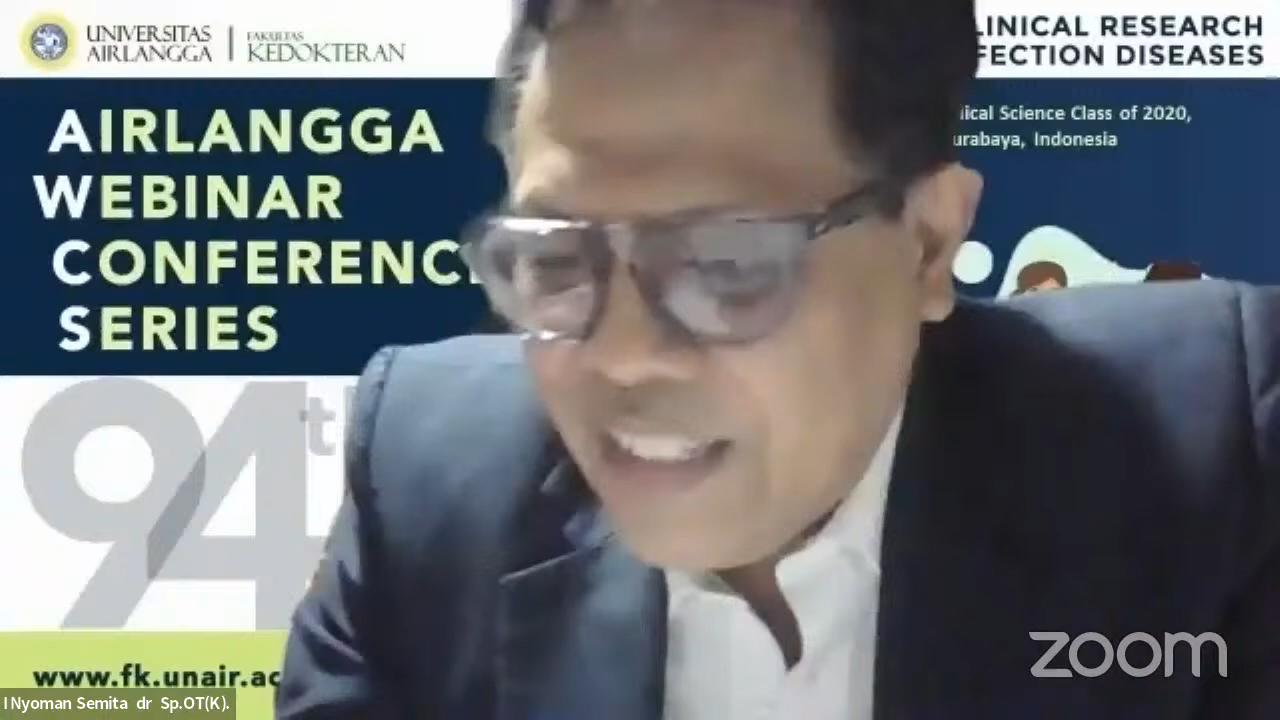 UNIVERSITAS
AIRLANGGA
FAKULTAS
KEDOKTERAN
LINICAL RESEARCH
FECTION DISEASES
ical Science Class of 2020,
urabaya, Indonesia
AIRLANGGA
WEBINAR
CONFERENC
SERIES
94th
www.fk.unair.ac
I Nyoman Semita dr Sp.OT(K).
zoom